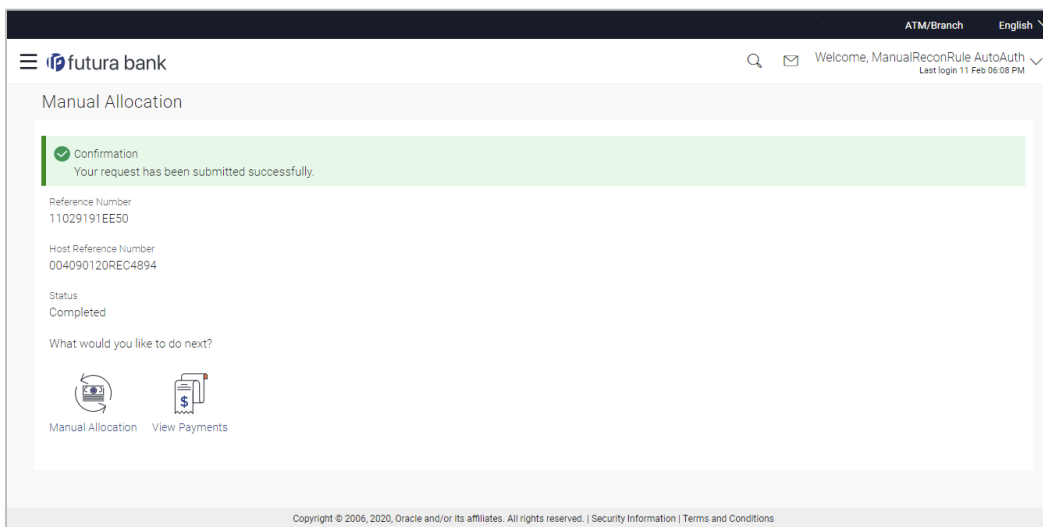 ATM/Branch English
futura bank
Welcome, ManualReconRule AutoAuth
Last login 11 Feb 06:08 PM
Manual Allocation
Confirmation
Your request has been submitted successfully.
Reference Number
11029191EE50
Host Reference Number
004090120REC4894
Status
Completed
What would you like to do next?
$
Manual Allocation View Payments
Copyright © 2006, 2020, Oracle and/or its affiliates. All rights reserved. | Security Information | Terms and Conditions